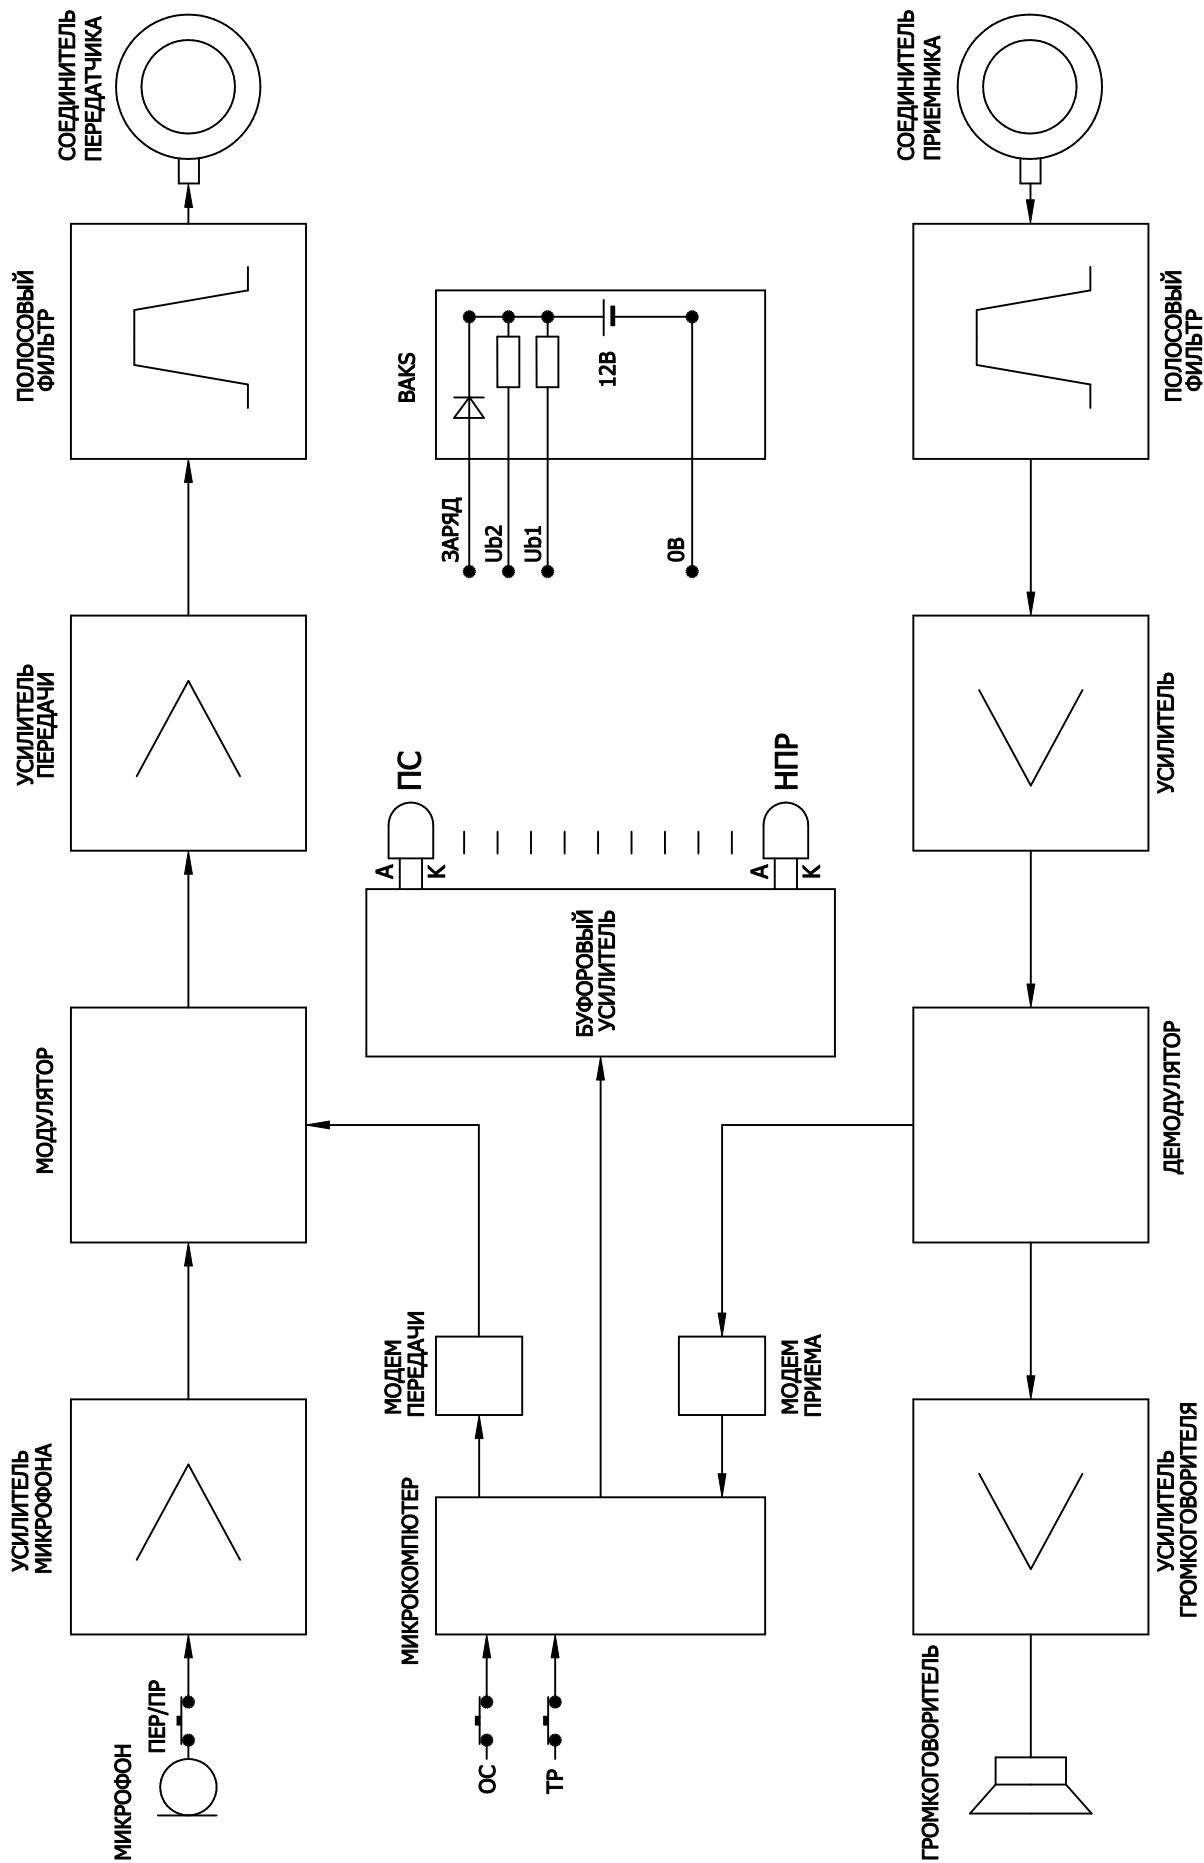 МИКРОФОН
ПЕР/ПР
УСИЛИТЕЛЬ
МИКРОФОНА
МОДУЛЯТОР
УСИЛИТЕЛЬ
ПЕРЕДАЧИ
ПОЛОСОВЫЙ
ФИЛЬТР
СОЕДИНИТЕЛЬ
ПЕРЕДАТЧИКА
ОС
ТР
МИКРОКОМПЮТЕР
МОДЕМ
ПЕРЕДАЧИ
МОДЕМ
ПРИЕМА
БУФОРОВЫЙ
УСИЛИТЕЛЬ
А
К
ПС
А
К
НПР
BAKS
ЗАРЯД
Ub2
Ub1
0В
12В
ГРОМКОГОВОРИТЕЛЬ
УСИЛИТЕЛЬ
ГРОМКОГОВОРИТЕЛЯ
ДЕМОДУЛЯТОР
УСИЛИТЕЛЬ
ПОЛОСОВЫЙ
ФИЛЬТР
СОЕДИНИТЕЛЬ
ПРИЕМНИКА